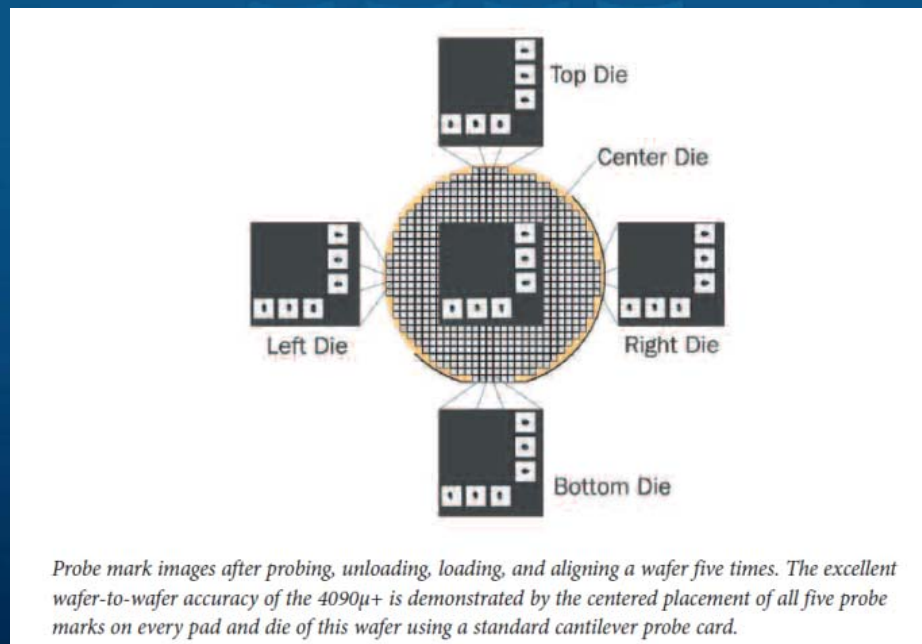 Top Die
Center Die
Left Die
Right Die
Bottom Die
Probe mark images after probing, unloading, loading, and aligning a wafer five times. The excellent
wafer-to-wafer accuracy of the 4090µ+ is demonstrated by the centered placement of all five probe
marks on every pad and die of this wafer using a standard cantilever probe card.